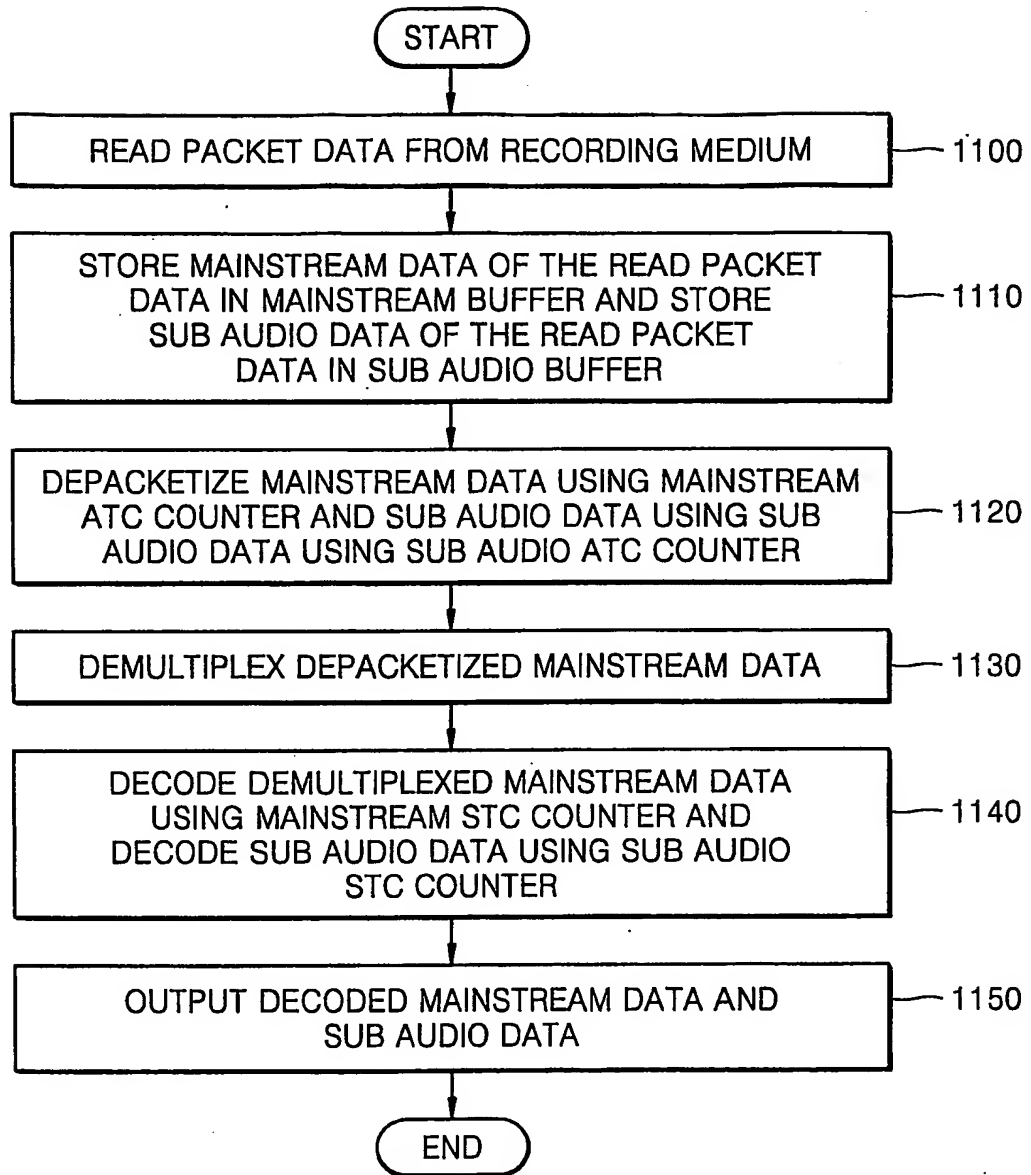 START
READ PACKET DATA FROM RECORDING MEDIUM
1100
STORE MAINSTREAM DATA OF THE READ PACKET
DATA IN MAINSTREAM BUFFER AND STORE
SUB AUDIO DATA OF THE READ PACKET
DATA IN SUB AUDIO BUFFER
1110
DEPACKETIZE MAINSTREAM DATA USING MAINSTREAM
ATC COUNTER AND SUB AUDIO DATA USING SUB
AUDIO DATA USING SUB AUDIO ATC COUNTER
1120
DEMULTIPLEX DEPACKETIZED MAINSTREAM DATA
1130
DECODE DEMULTIPLEXED MAINSTREAM DATA
USING MAINSTREAM STC COUNTER AND
DECODE SUB AUDIO DATA USING SUB AUDIO
STC COUNTER
1140
OUTPUT DECODED MAINSTREAM DATA AND
SUB AUDIO DATA
1150
END